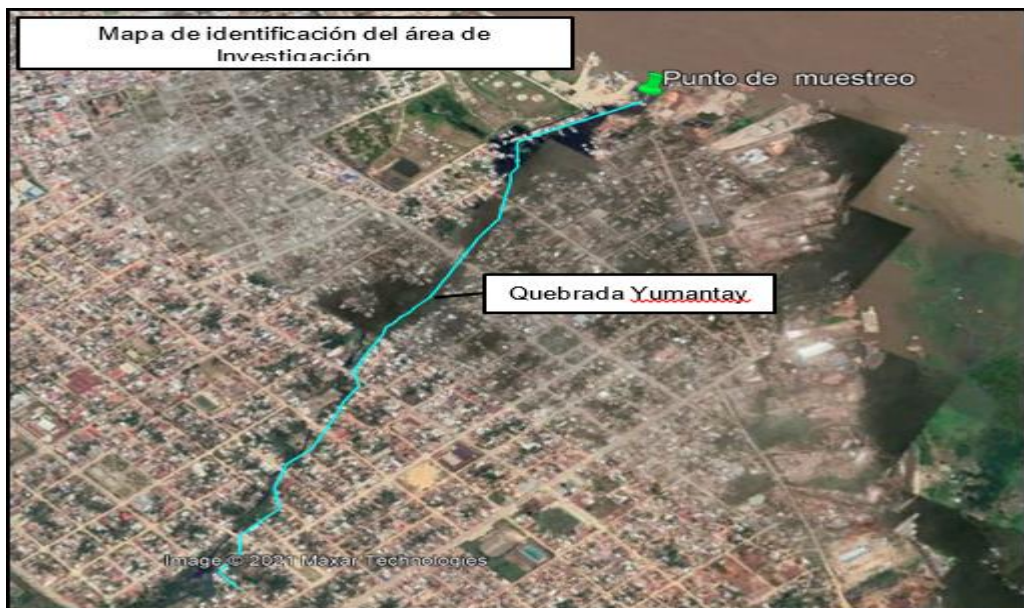 Mapa de identificación del área de
Investigación
Punto de muestreo
Quebrada Yumantay
Image © 2021 Maxar Technologies